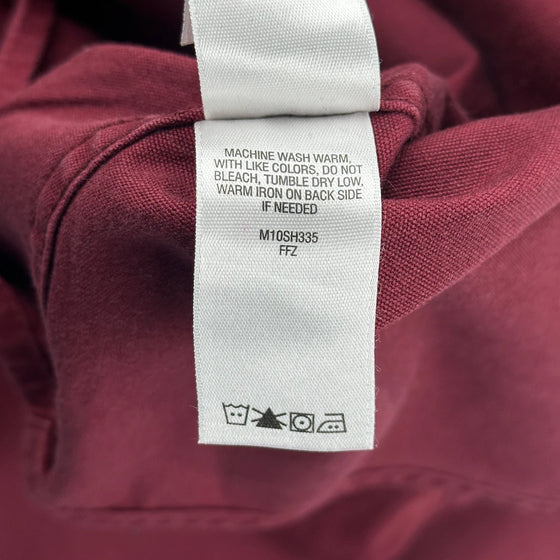 MACHINE WASH WARM,
WITH LIKE COLORS, DO NOT
BLEACH, TUMBLE DRY LOW,
WARM IRON ON BACK SIDE
IF NEEDED
M10SH335
FFZ